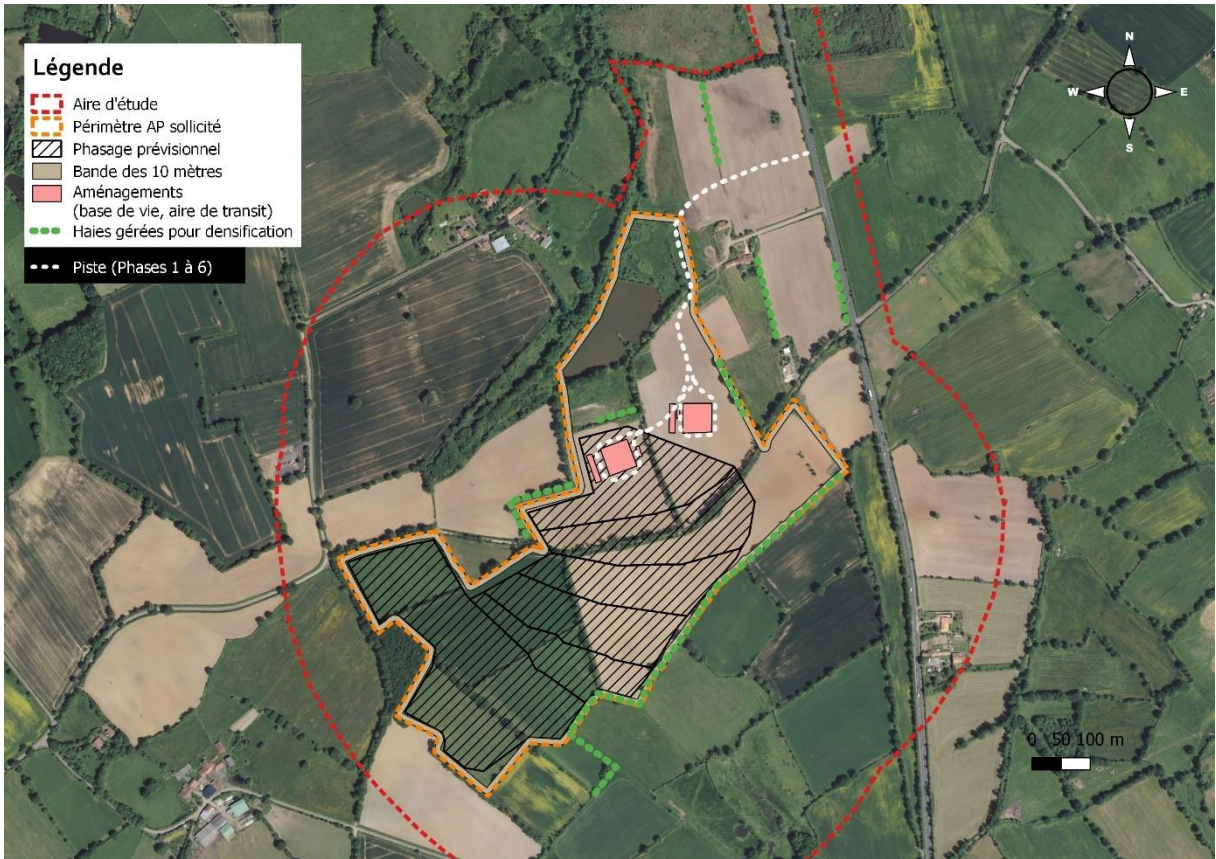 Légende
Aire d'étude
Périmètre AP sollicité
Phasage prévisionnel
Bande des 10 mètres
Aménagements
(base de vie, aire de transit)
Haies gérées pour densification
Piste (Phases 1 à 6)
N
W E
S
0 50 100 m